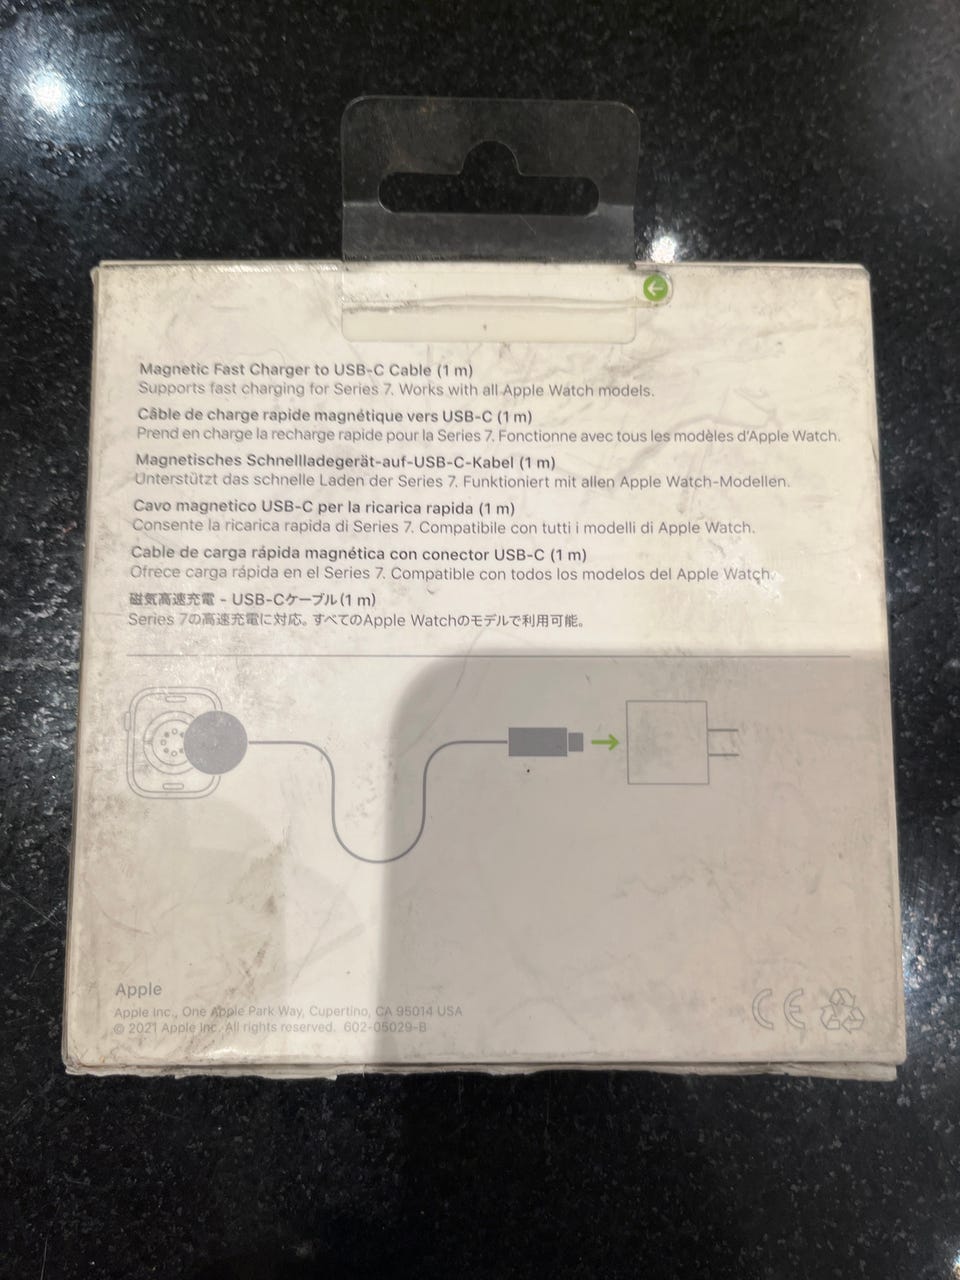 Magnetic Fast Charger to USB-C Cable (1 m)
Supports fast charging for Series 7. Works with all Apple Watch models.
Câble de charge rapide magnétique vers USB-C (1 m)
Prend en charge la recharge rapide pour la Series 7. Fonctionne avec tous les modèles d'Apple Watch.
Magnetisches Schnellladegerät-auf-USB-C-Kabel (1 m)
Unterstützt das schnelle Laden der Series 7. Funktioniert mit allen Apple Watch-Modellen.
Cavo magnetico USB-C per la ricarica rapida (1 m)
Consente la ricarica rapida di Series 7. Compatibile con tutti i modelli di Apple Watch.
Cable de carga rápida magnética con conector USB-C (1 m)
Ofrece carga rápida en el Series 7. Compatible con todos los modelos del Apple Watch.
磁気高速充電 - USB-Cケーブル(1 m)
Series 7の高速充電に対応。すべてのApple Watchのモデルで利用可能。
Apple
Apple Inc., One Apple Park Way, Cupertino, CA 95014 USA
© 2021 Apple Inc. All rights reserved. 602-05029-B
CE